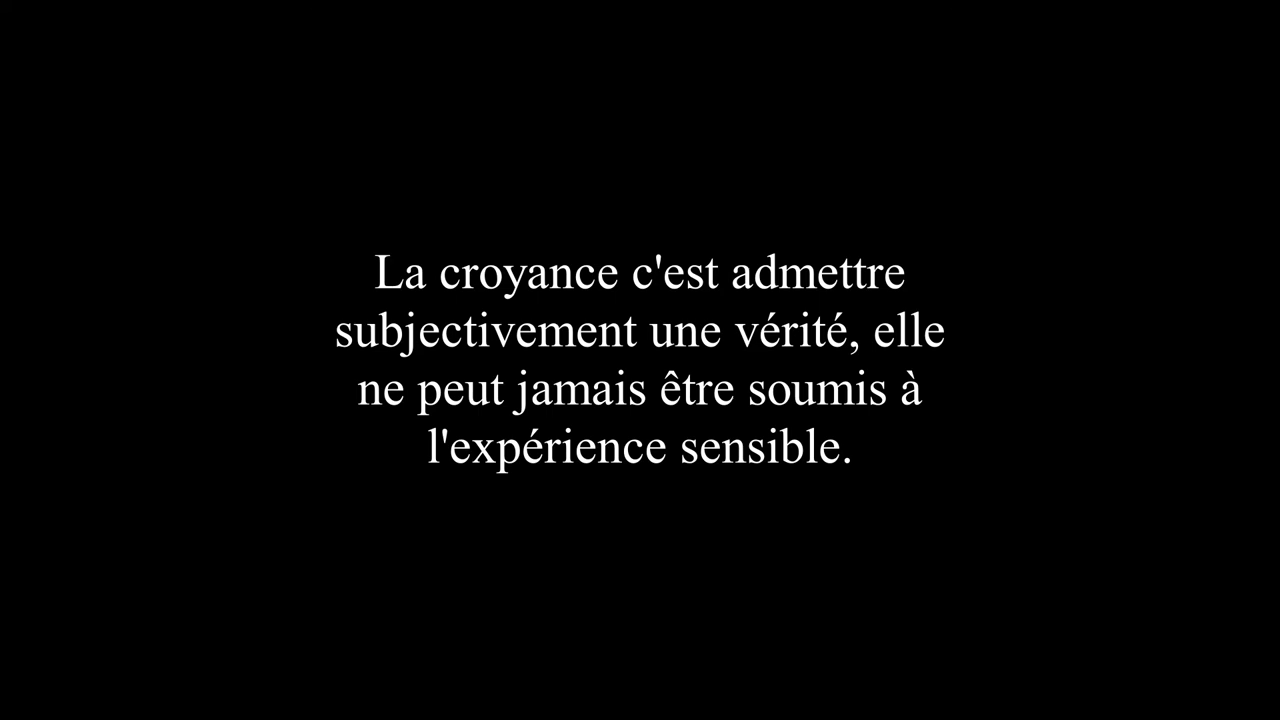 La croyance c'est admettre
subjectivement une vérité, elle
ne peut jamais être soumis à
l'expérience sensible.